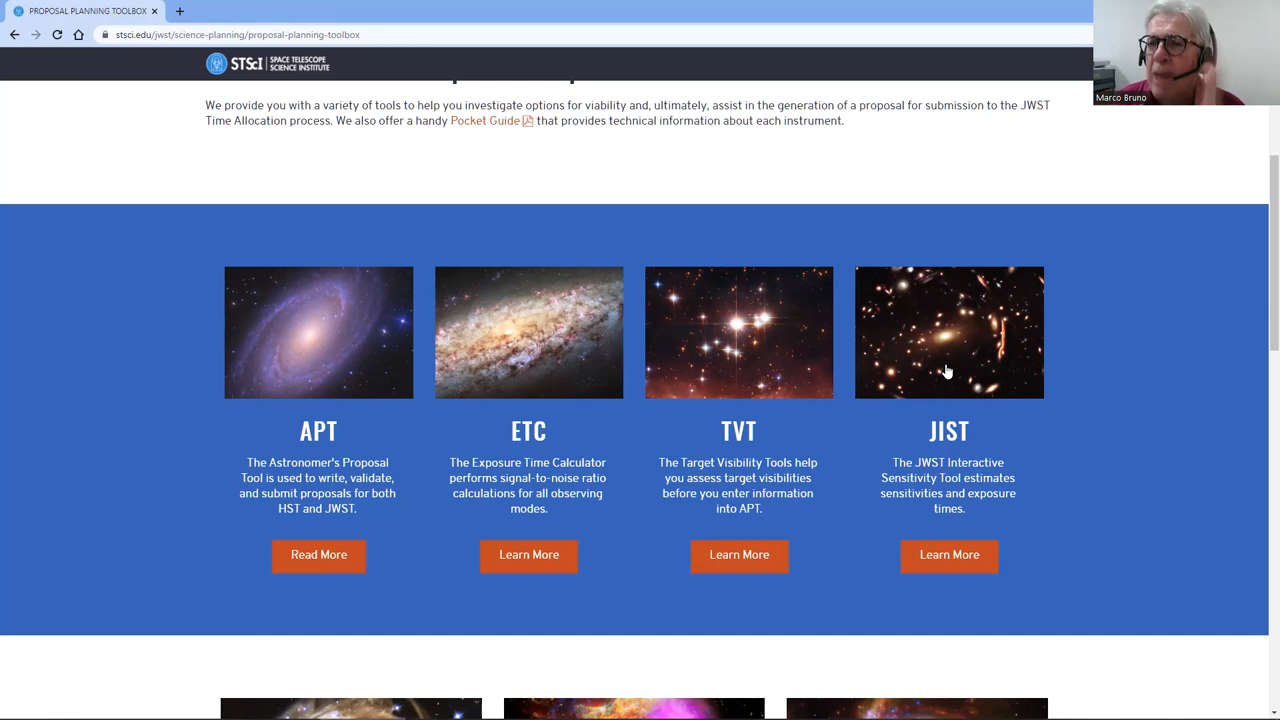 PROPOSAL PLANNING TOOLBOX
stsci.edu/jwst/science-planning/proposal-planning-toolbox
STScI SPACE TELESCOPE
SCIENCE INSTITUTE
Marco Bruno
We provide you with a variety of tools to help you investigate options for viability and, ultimately, assist in the generation of a proposal for submission to the JWST
Time Allocation process. We also offer a handy Pocket Guide that provides technical information about each instrument.
APT
The Astronomer's Proposal
Tool is used to write, validate,
and submit proposals for both
HST and JWST.
Read More
ETC
The Exposure Time Calculator
performs signal-to-noise ratio
calculations for all observing
modes.
Learn More
TVT
The Target Visibility Tools help
you assess target visibilities
before you enter information
into APT.
Learn More
JIST
The JWST Interactive
Sensitivity Tool estimates
sensitivities and exposure
times.
Learn More